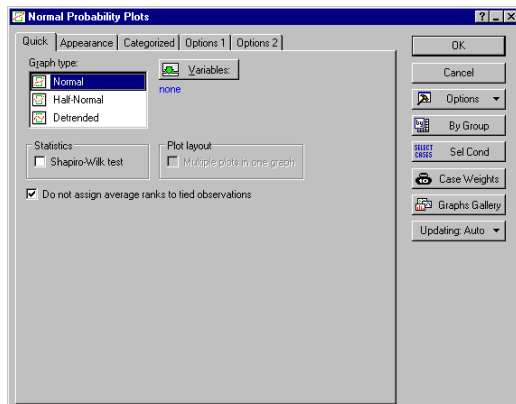 Normal Probability Plots
Quick Appearance Categorized Options 1 Options 2
Graph type:
Normal
Half-Normal
Detrended
Variables:
none
Statistics
Shapiro-Wilk test
Plot layout
Multiple plots in one graph
Do not assign average ranks to tied observations
OK
Cancel
Options
By Group
SELECT CASES Sel Cond
Case Weights
Graphs Gallery
Updating: Auto